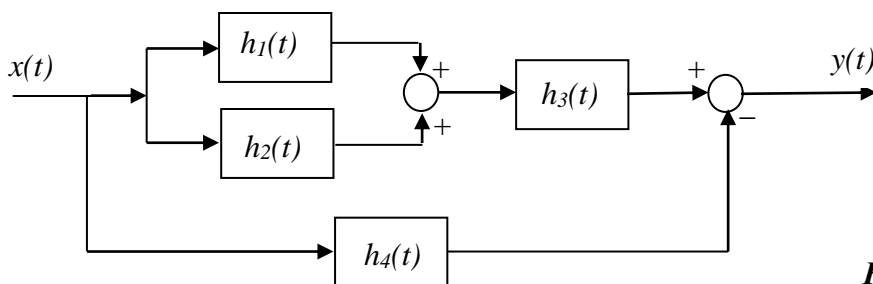 h1(t)
x(t)
+
+
h2(t)
h3(t)
+
−
y(t)
h4(t)